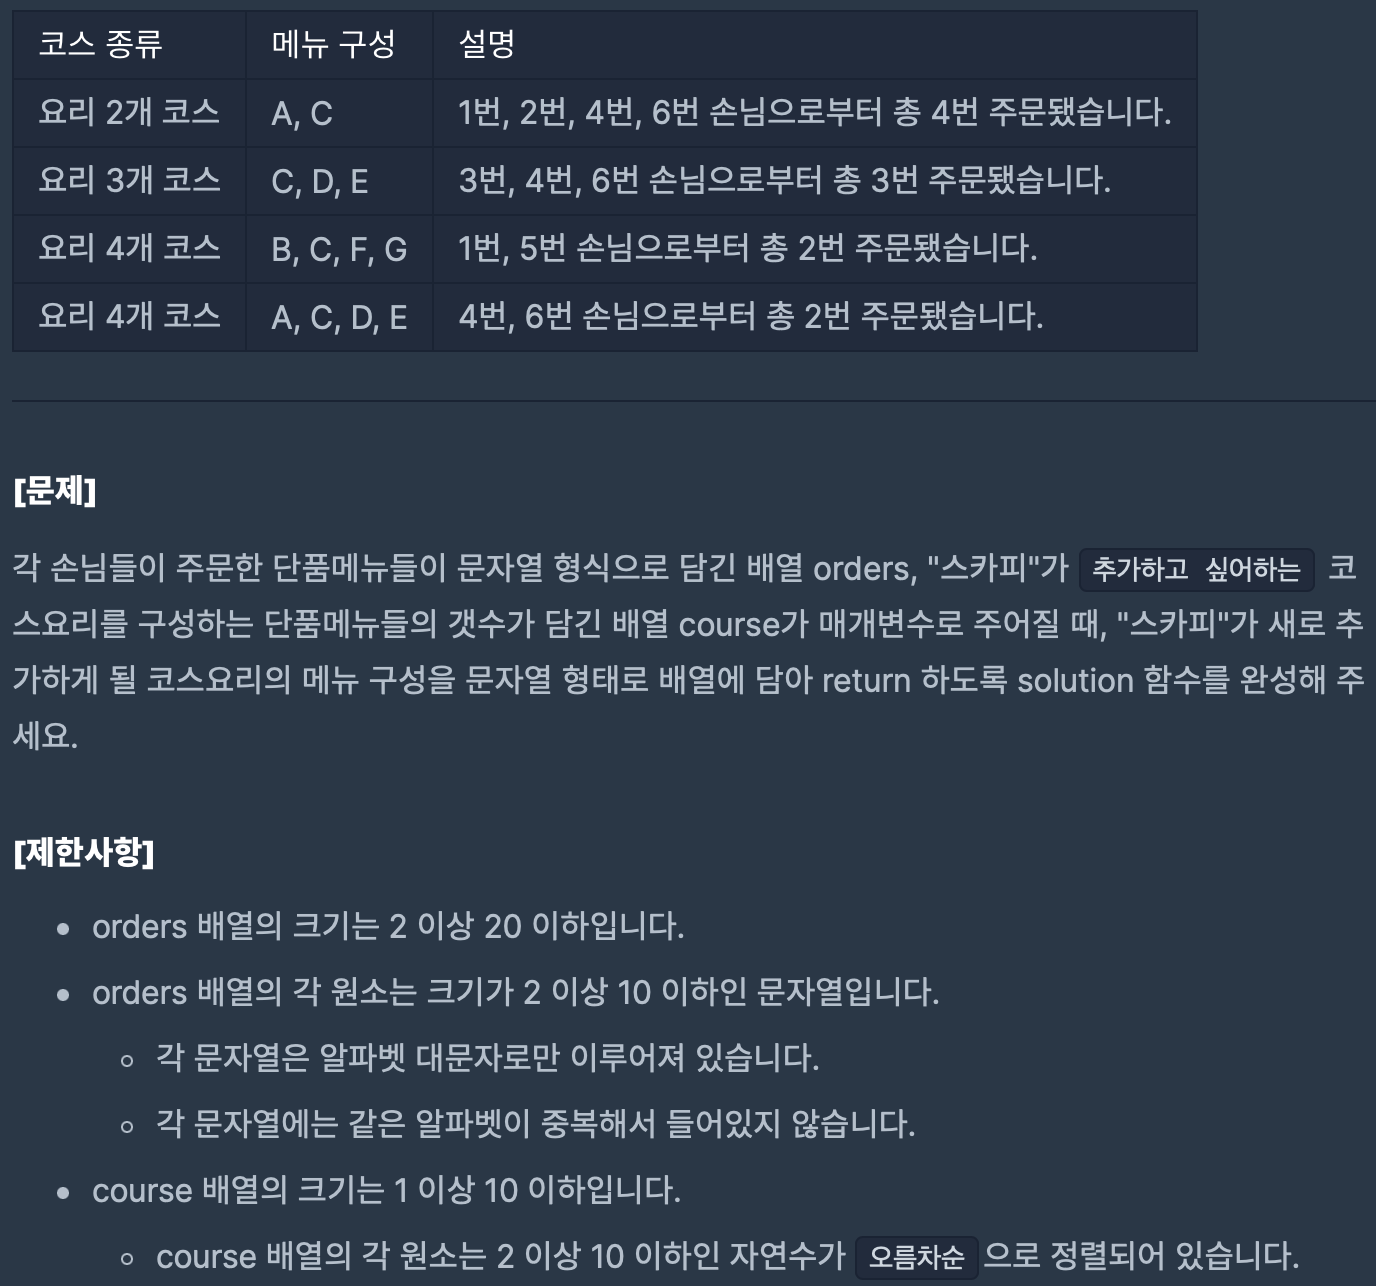 코스 종류 메뉴 구성 설명
요리 2개 코스 A, C 1번, 2번, 4번, 6번 손님으로부터 총 4번 주문됐습니다.
요리 3개 코스 C, D, E 3번, 4번, 6번 손님으로부터 총 3번 주문됐습니다.
요리 4개 코스 B, C, F, G 1번, 5번 손님으로부터 총 2번 주문됐습니다.
요리 4개 코스 A, C, D, E 4번, 6번 손님으로부터 총 2번 주문됐습니다.
[문제]
각 손님들이 주문한 단품메뉴들이 문자열 형식으로 담긴 배열 orders, "스카피"가 추가하고 싶어하는 코
스요리를 구성하는 단품메뉴들의 갯수가 담긴 배열 course가 매개변수로 주어질 때, "스카피"가 새로 추
가하게 될 코스요리의 메뉴 구성을 문자열 형태로 배열에 담아 return 하도록 solution 함수를 완성해 주
세요.
[제한사항]
• orders 배열의 크기는 2 이상 20 이하입니다.
• orders 배열의 각 원소는 크기가 2 이상 10 이하인 문자열입니다.
◦ 각 문자열은 알파벳 대문자로만 이루어져 있습니다.
◦ 각 문자열에는 같은 알파벳이 중복해서 들어있지 않습니다.
• course 배열의 크기는 1 이상 10 이하입니다.
◦ course 배열의 각 원소는 2 이상 10 이하인 자연수가 오름차순 으로 정렬되어 있습니다.